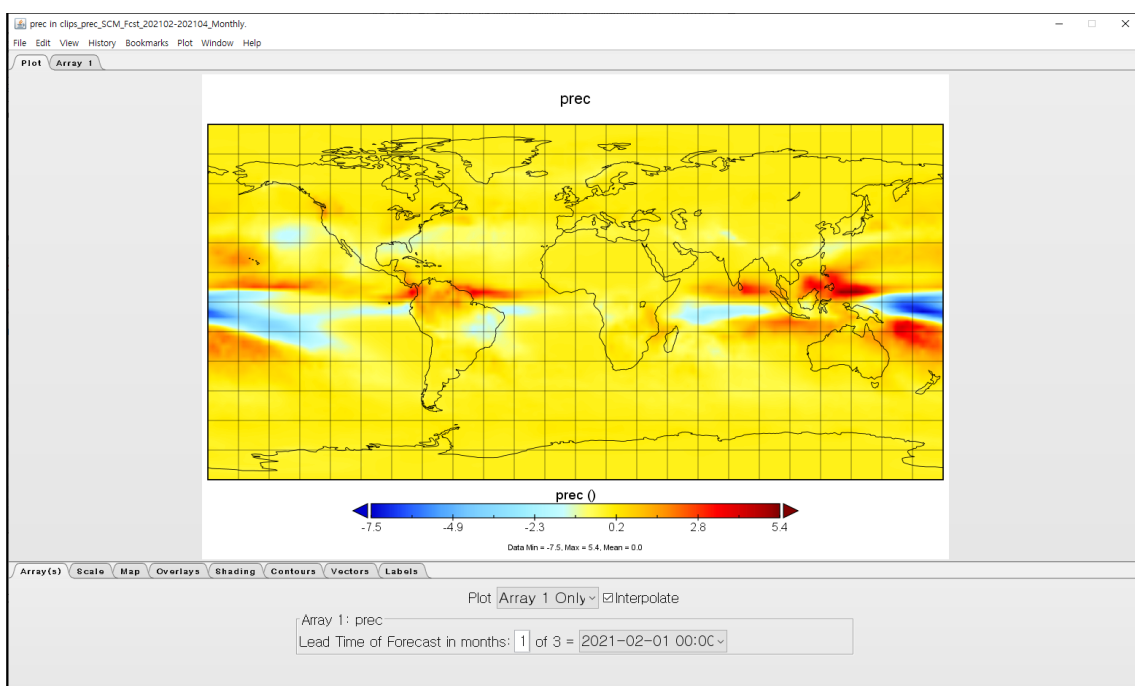 prec in clips_prec_SCM_Fcst_202102-202104_Monthly.
File Edit View History Bookmarks Plot Window Help
Plot Array 1
prec
prec ()
-7.5 -4.9 -2.3 0.2 2.8 5.4
Data Min = -7.5, Max = 5.4, Mean = 0.0
Array(s) Scale Map Overlays Shading Contours Vectors Labels
Plot Array 1 Only Interpolate
Array 1: prec
Lead Time of Forecast in months: 1 of 3 = 2021-02-01 00:00